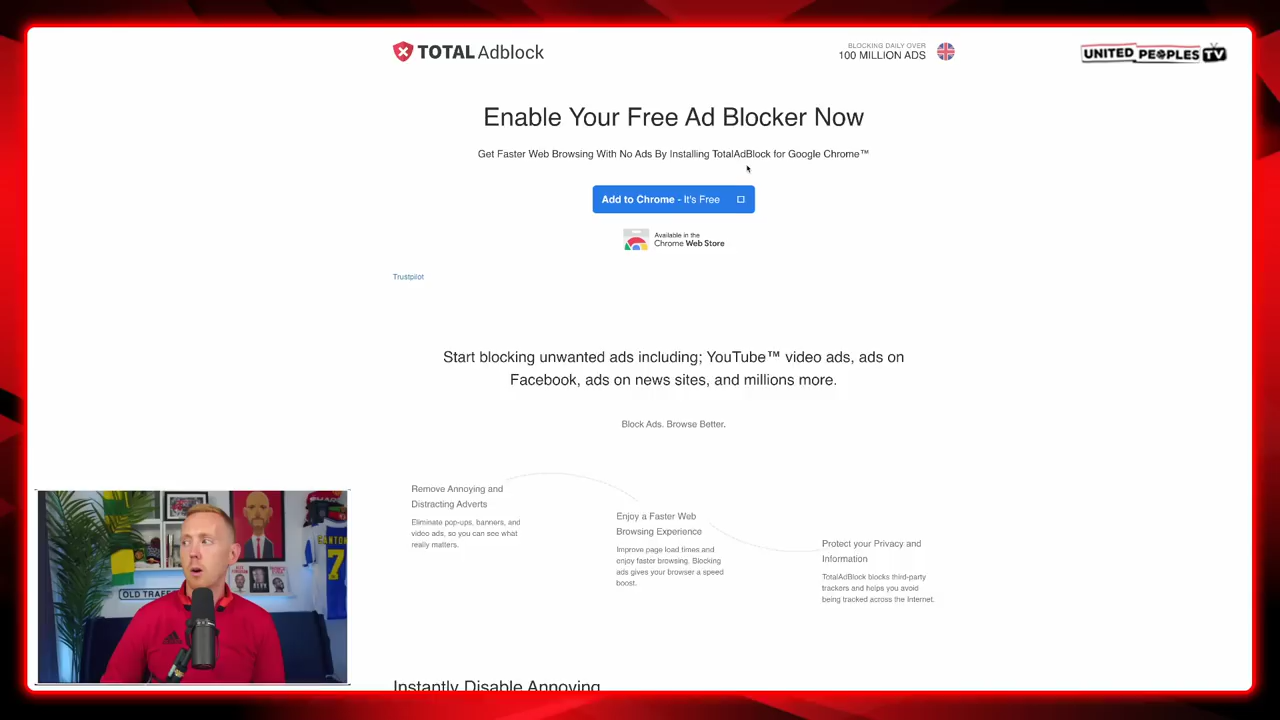 TOTAL Adblock
BLOCKING DAILY OVER
100 MILLION ADS
UNITED PEOPLES TV
Enable Your Free Ad Blocker Now
Get Faster Web Browsing With No Ads By Installing TotalAdBlock for Google Chrome™
Add to Chrome - It's Free
Available in the
Chrome Web Store
Trustpilot
Start blocking unwanted ads including; YouTube™ video ads, ads on
Facebook, ads on news sites, and millions more.
Block Ads. Browse Better.
Remove Annoying and
Distracting Adverts
Eliminate pop-ups, banners, and
video ads, so you can see what
really matters.
Enjoy a Faster Web
Browsing Experience
Improve page load times and
enjoy faster browsing. Blocking
ads gives your browser a speed
boost.
Protect your Privacy and
Information
TotalAdBlock blocks third-party
trackers and helps you avoid
being tracked across the Internet.
OLD TRAFF
CANTON
7
Instantly Disable Annoying